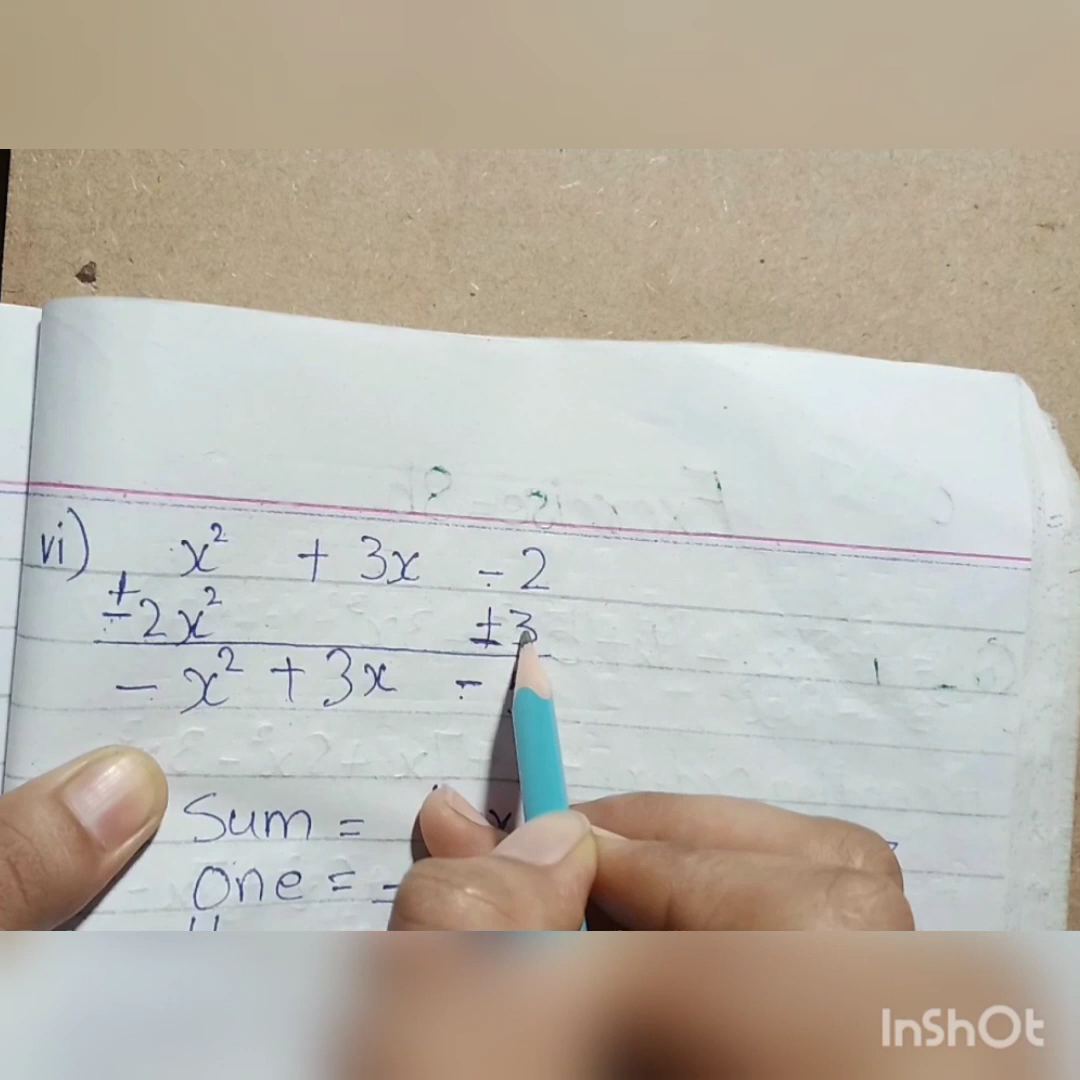 vi) x² + 3x - 2
± 2x² ± 3
- x² + 3x -
Sum =
One = -
InShOt